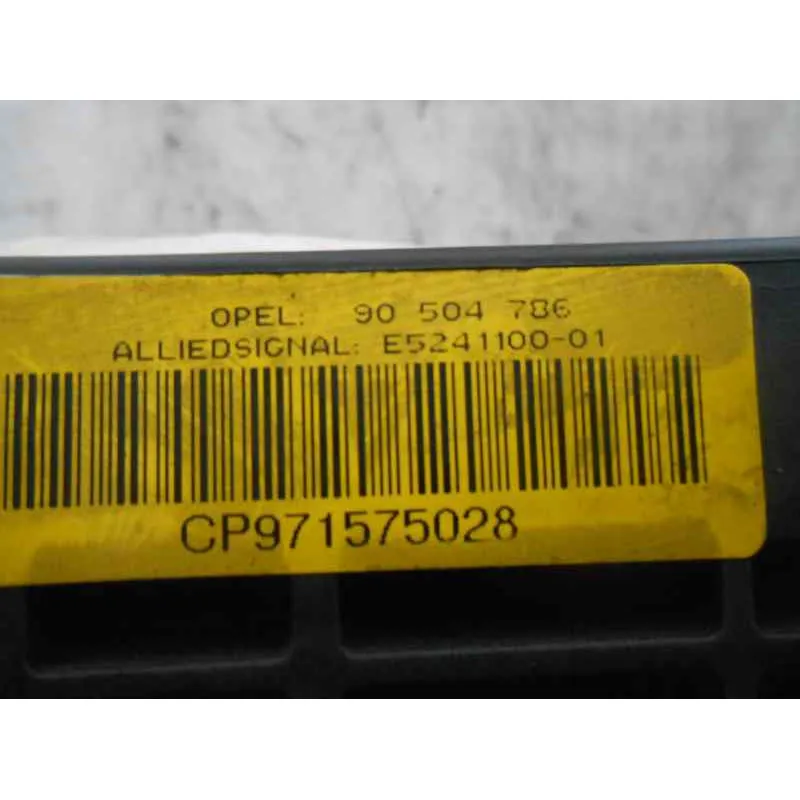 OPEL: 90 504 786
ALLIEDSIGNAL: E5241100-01
CP971575028